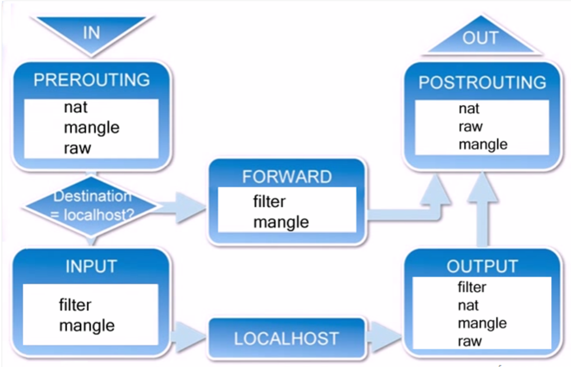 IN
OUT
PREROUTING
nat
mangle
raw
POSTROUTING
nat
raw
mangle
Destination
= localhost?
FORWARD
filter
mangle
INPUT
filter
mangle
LOCALHOST
OUTPUT
filter
nat
mangle
raw